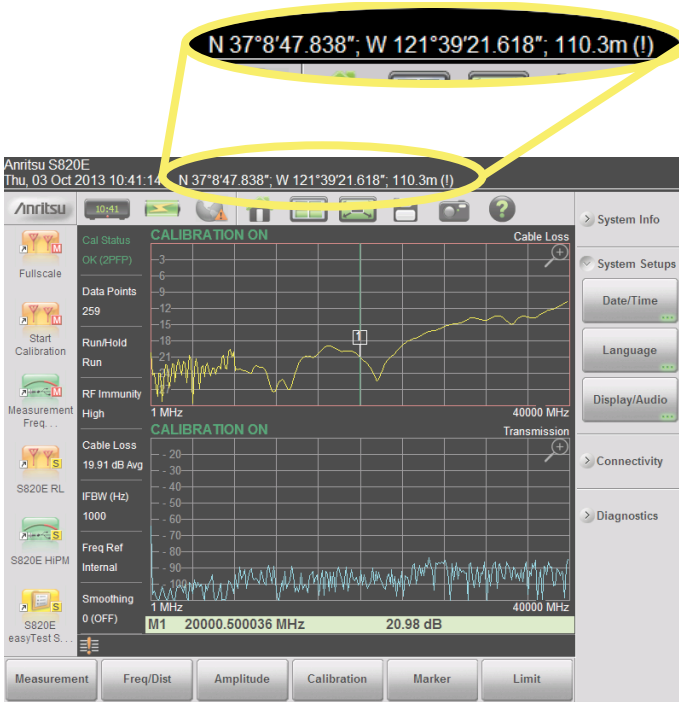 N 37°8'47.838"; W 121°39'21.618"; 110.3m (!)
Anritsu S820E
Thu, 03 Oct 2013 10:41:14 N 37°8'47.838"; W 121°39'21.618"; 110.3m (!)
Anritsu
10:41
?
System Info
M
Fullscale
M
Start
Calibration
M
Measurement
Freq...
S
S820E RL
S
S820E HiPM
S
S820E
easyTest S...
Cal Status
OK (2PFP)
Data Points
259
Run/Hold
Run
RF Immunity
High
Cable Loss
19.91 dB Avg
IFBW (Hz)
1000
Freq Ref
Internal
Smoothing
0 (OFF)
CALIBRATION ON
Cable Loss
-3
-6
-9
-12
-15
-18
-21
1
1 MHz
40000 MHz
CALIBRATION ON
Transmission
- 20
- 30
- 40
- 50
- 60
- 70
- 80
- 90
- 100
1 MHz
40000 MHz
M1 20000.500036 MHz 20.98 dB
System Setups
Date/Time
Language
Display/Audio
Connectivity
Diagnostics
Measurement
Freq/Dist
Amplitude
Calibration
Marker
Limit